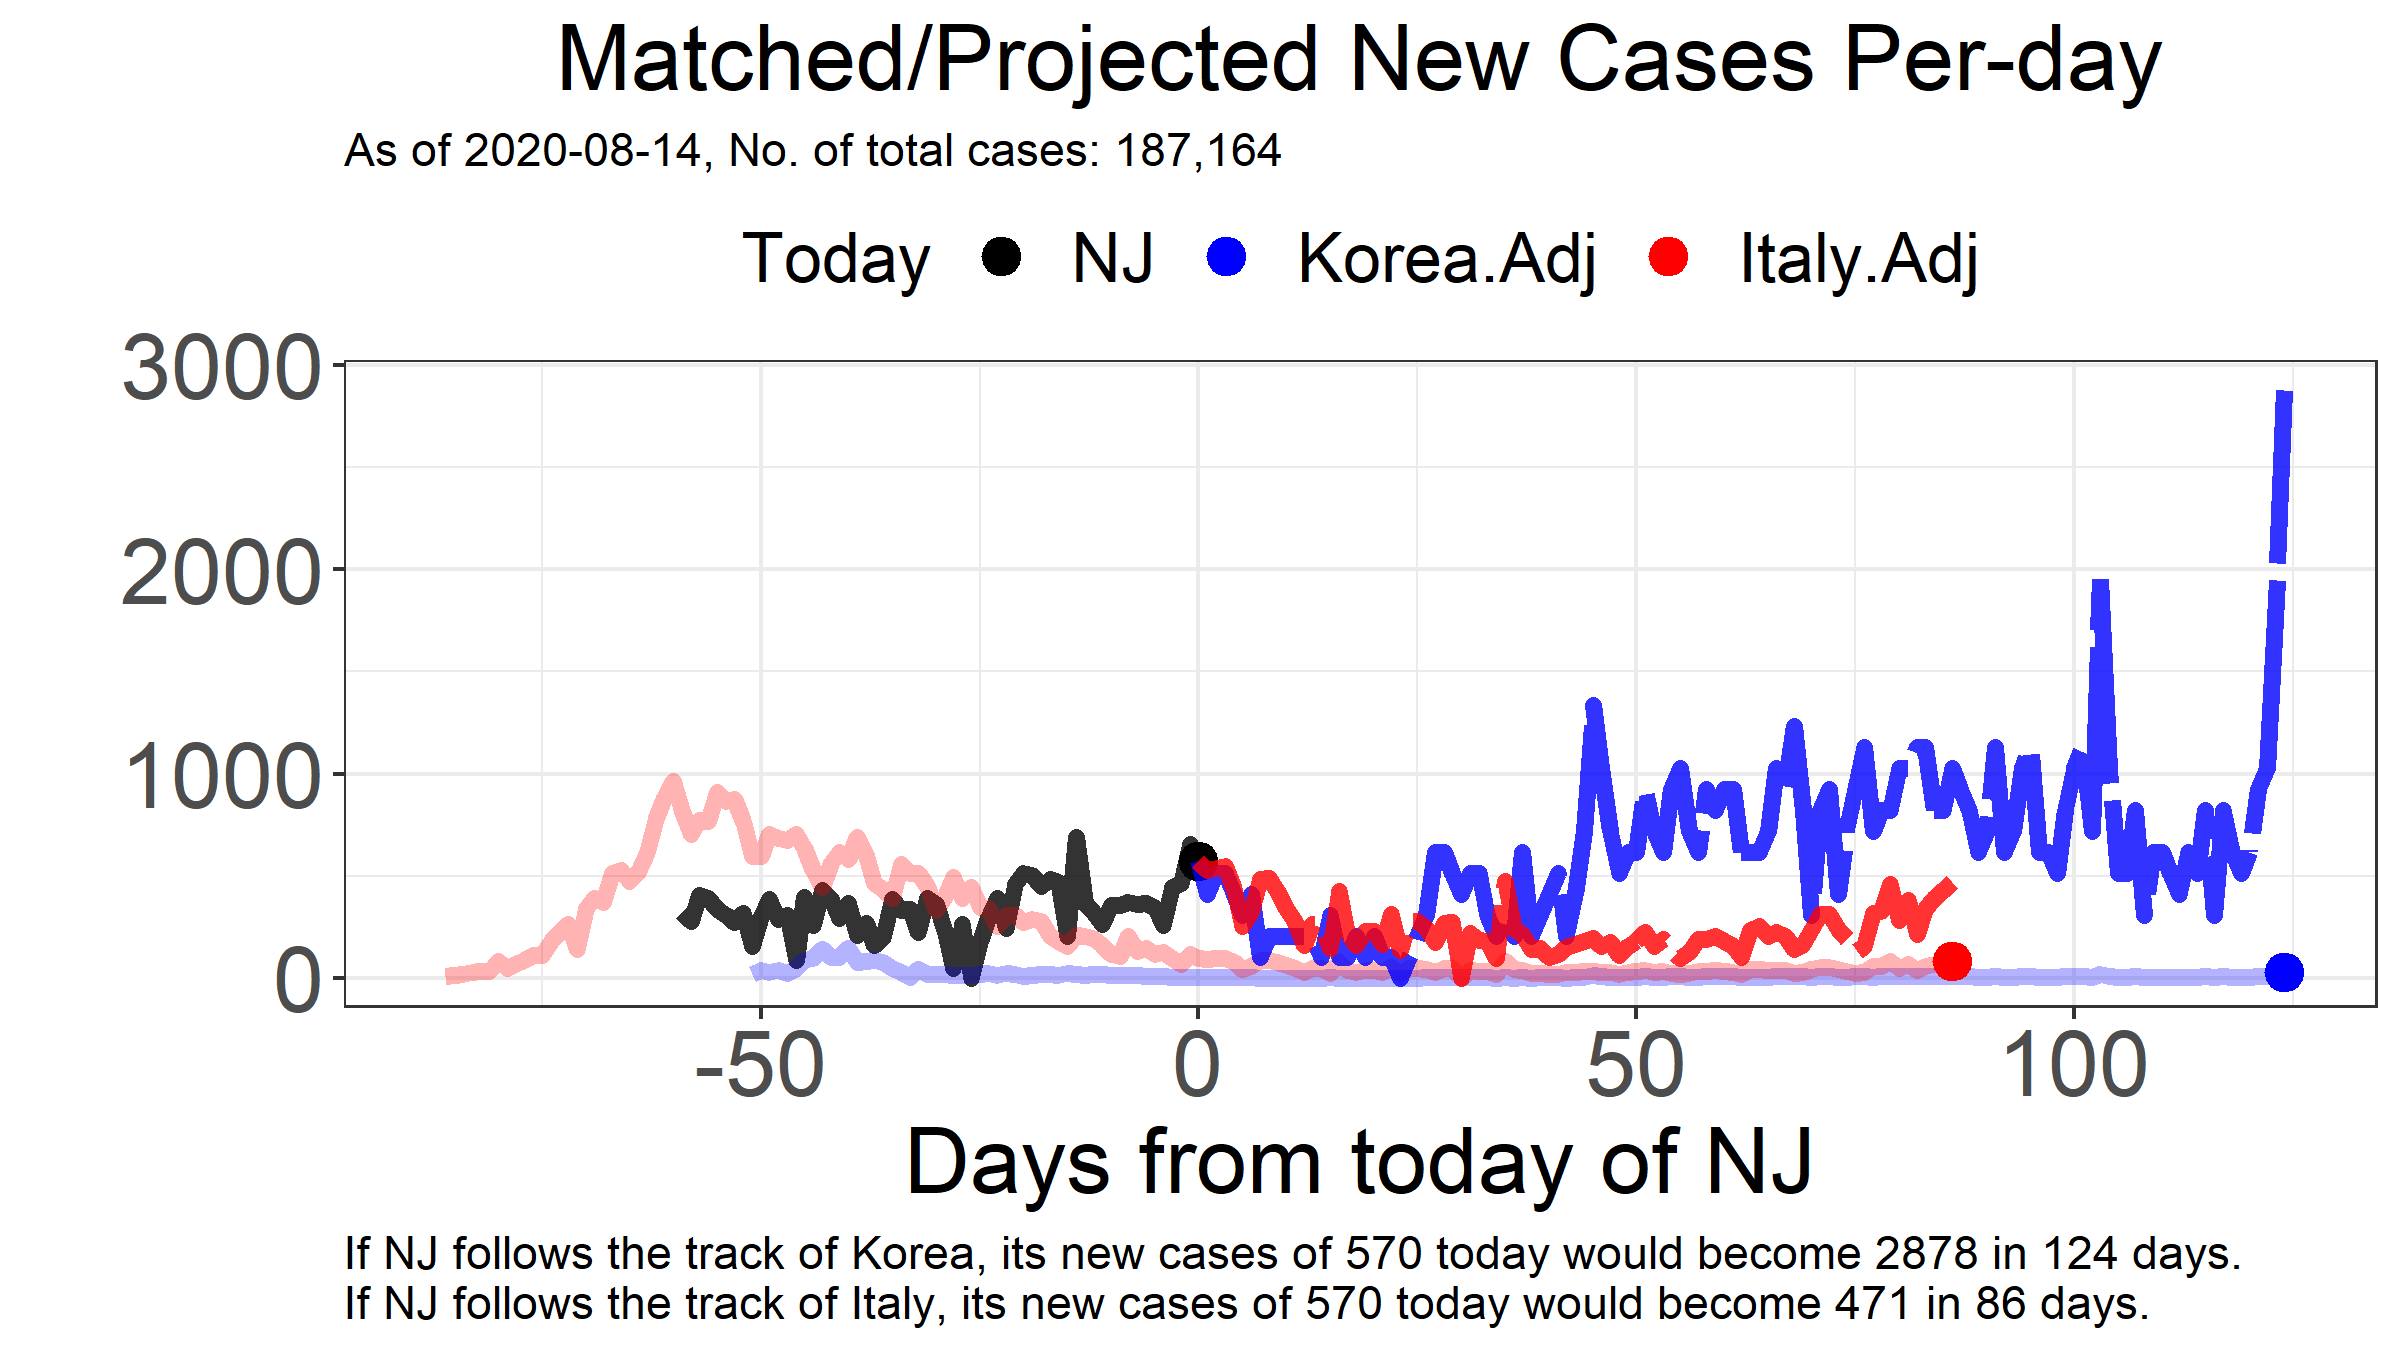 Matched/Projected New Cases Per-day
As of 2020-08-14, No. of total cases: 187,164
Today NJ Korea.Adj Italy.Adj
3000
2000
1000
0
-50 0 50 100
Days from today of NJ
If NJ follows the track of Korea, its new cases of 570 today would become 2878 in 124 days.
If NJ follows the track of Italy, its new cases of 570 today would become 471 in 86 days.